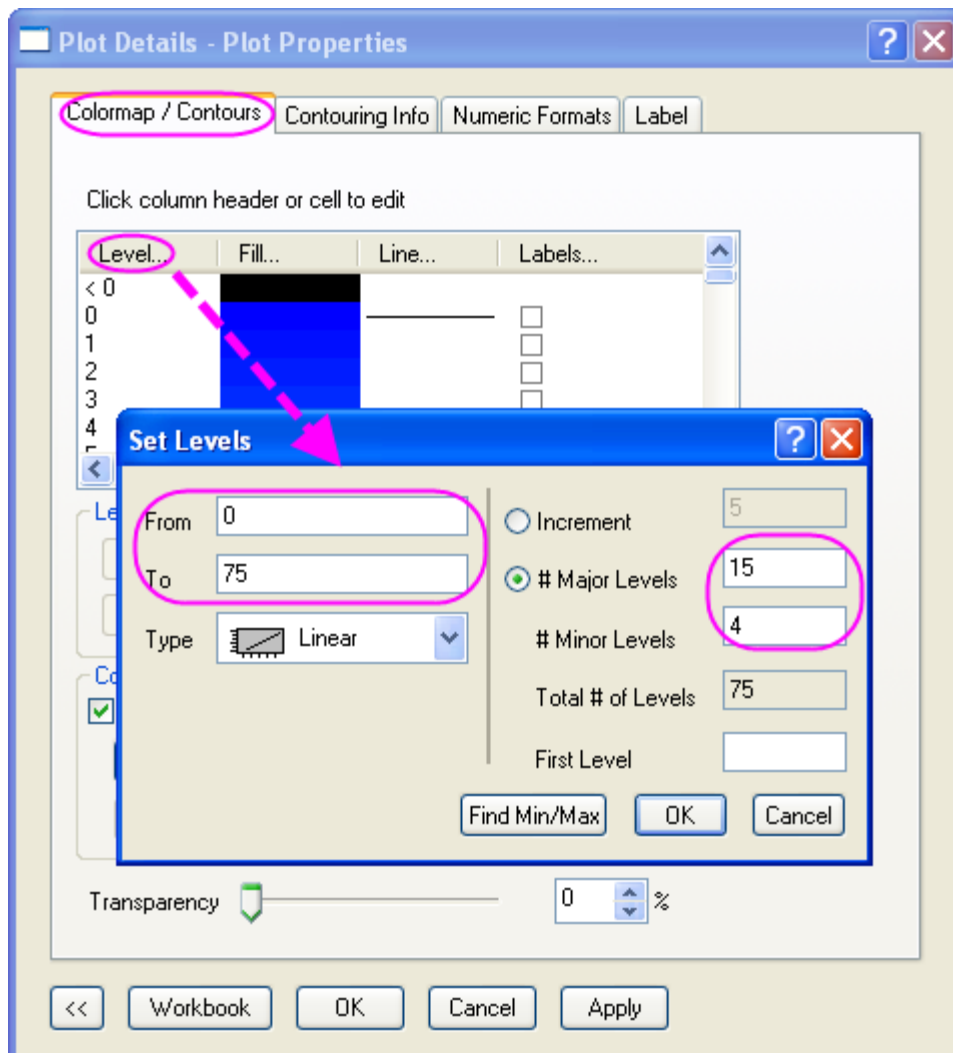 Plot Details - Plot Properties
Colormap / Contours
Contouring Info
Numeric Formats
Label
Click column header or cell to edit
Level...
Fill...
Line...
Labels...
< 0
0
1
2
3
4
Set Levels
From
0
To
75
Type
Linear
Increment
5
# Major Levels
15
# Minor Levels
4
Total # of Levels
75
First Level
Find Min/Max
OK
Cancel
Le
Co
Transparency
0
%
<<
Workbook
OK
Cancel
Apply